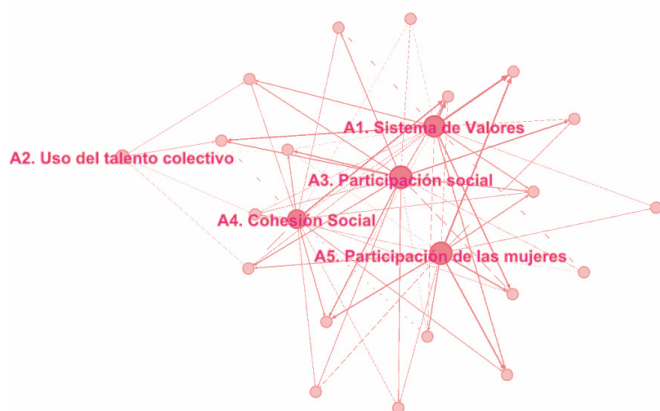 A1. Sistema de Valores
A2. Uso del talento colectivo
A3. Participación social
A4. Cohesión Social
A5. Participación de las mujeres